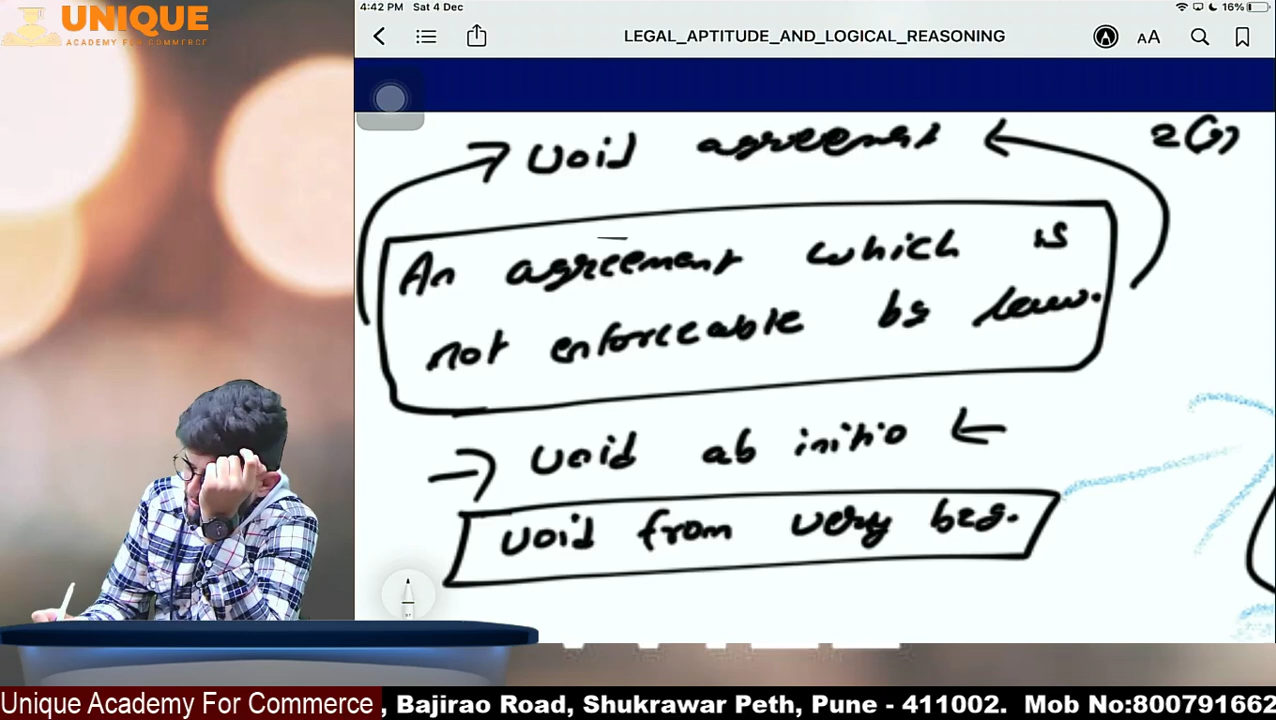 UNIQUE
ACADEMY FOR COMMERCE
4:42 PM Sat 4 Dec
16%
LEGAL_APTITUDE_AND_LOGICAL_REASONING
AA
void agreement
An agreement which is
not enforceable by law.
void ab initio
void from very beg.
Unique Academy For Commerce , Bajirao Road, Shukrawar Peth, Pune - 411002. Mob No:800791662